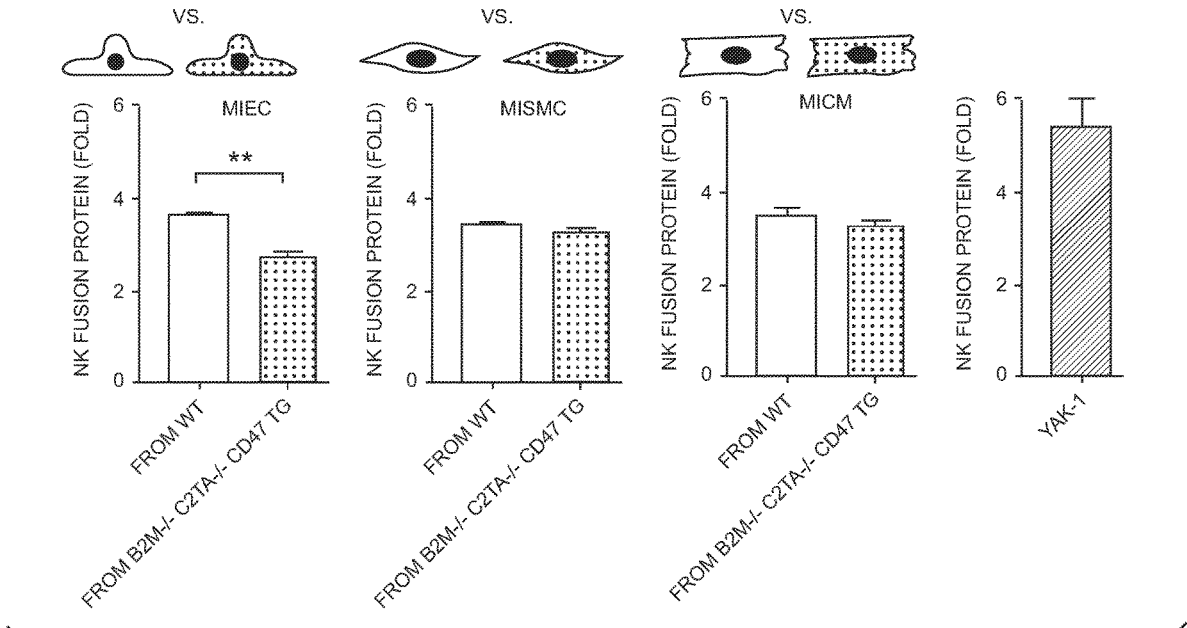 VS.
VS.
VS.
NK FUSION PROTEIN (FOLD)
6
4
2
0
MIEC
**
FROM WT
FROM B2M-/- C2TA-/- CD47 TG
NK FUSION PROTEIN (FOLD)
6
4
2
0
MISMC
FROM WT
FROM B2M-/- C2TA-/- CD47 TG
NK FUSION PROTEIN (FOLD)
6
4
2
0
MICM
FROM WT
FROM B2M-/- C2TA-/- CD47 TG
NK FUSION PROTEIN (FOLD)
6
4
2
0
YAK-1